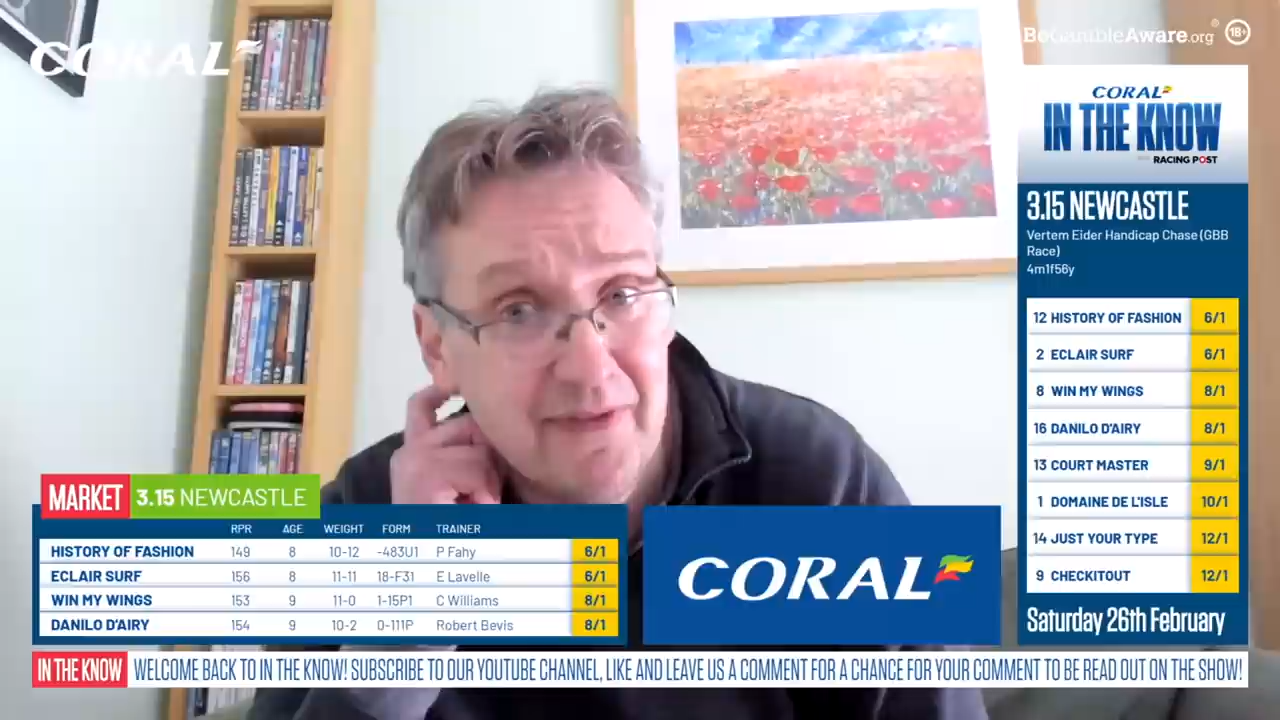 CORAL
BeGambleAware.org® 18+
CORAL
IN THE KNOW
RACING POST
3.15 NEWCASTLE
Vertem Eider Handicap Chase (GBB
Race)
4m1f56y
12 HISTORY OF FASHION 6/1
2 ECLAIR SURF 6/1
8 WIN MY WINGS 8/1
16 DANILO D'AIRY 8/1
13 COURT MASTER 9/1
1 DOMAINE DE L'ISLE 10/1
14 JUST YOUR TYPE 12/1
9 CHECKITOUT 12/1
Saturday 26th February
MARKET 3.15 NEWCASTLE
RPR AGE WEIGHT FORM TRAINER
HISTORY OF FASHION 149 8 10-12 -483U1 P Fahy 6/1
ECLAIR SURF 156 8 11-11 18-F31 E Lavelle 6/1
WIN MY WINGS 153 9 11-0 1-15P1 C Williams 8/1
DANILO D'AIRY 154 9 10-2 0-111P Robert Bevis 8/1
CORAL
IN THE KNOW WELCOME BACK TO IN THE KNOW! SUBSCRIBE TO OUR YOUTUBE CHANNEL, LIKE AND LEAVE US A COMMENT FOR A CHANCE FOR YOUR COMMENT TO BE READ OUT ON THE SHOW!